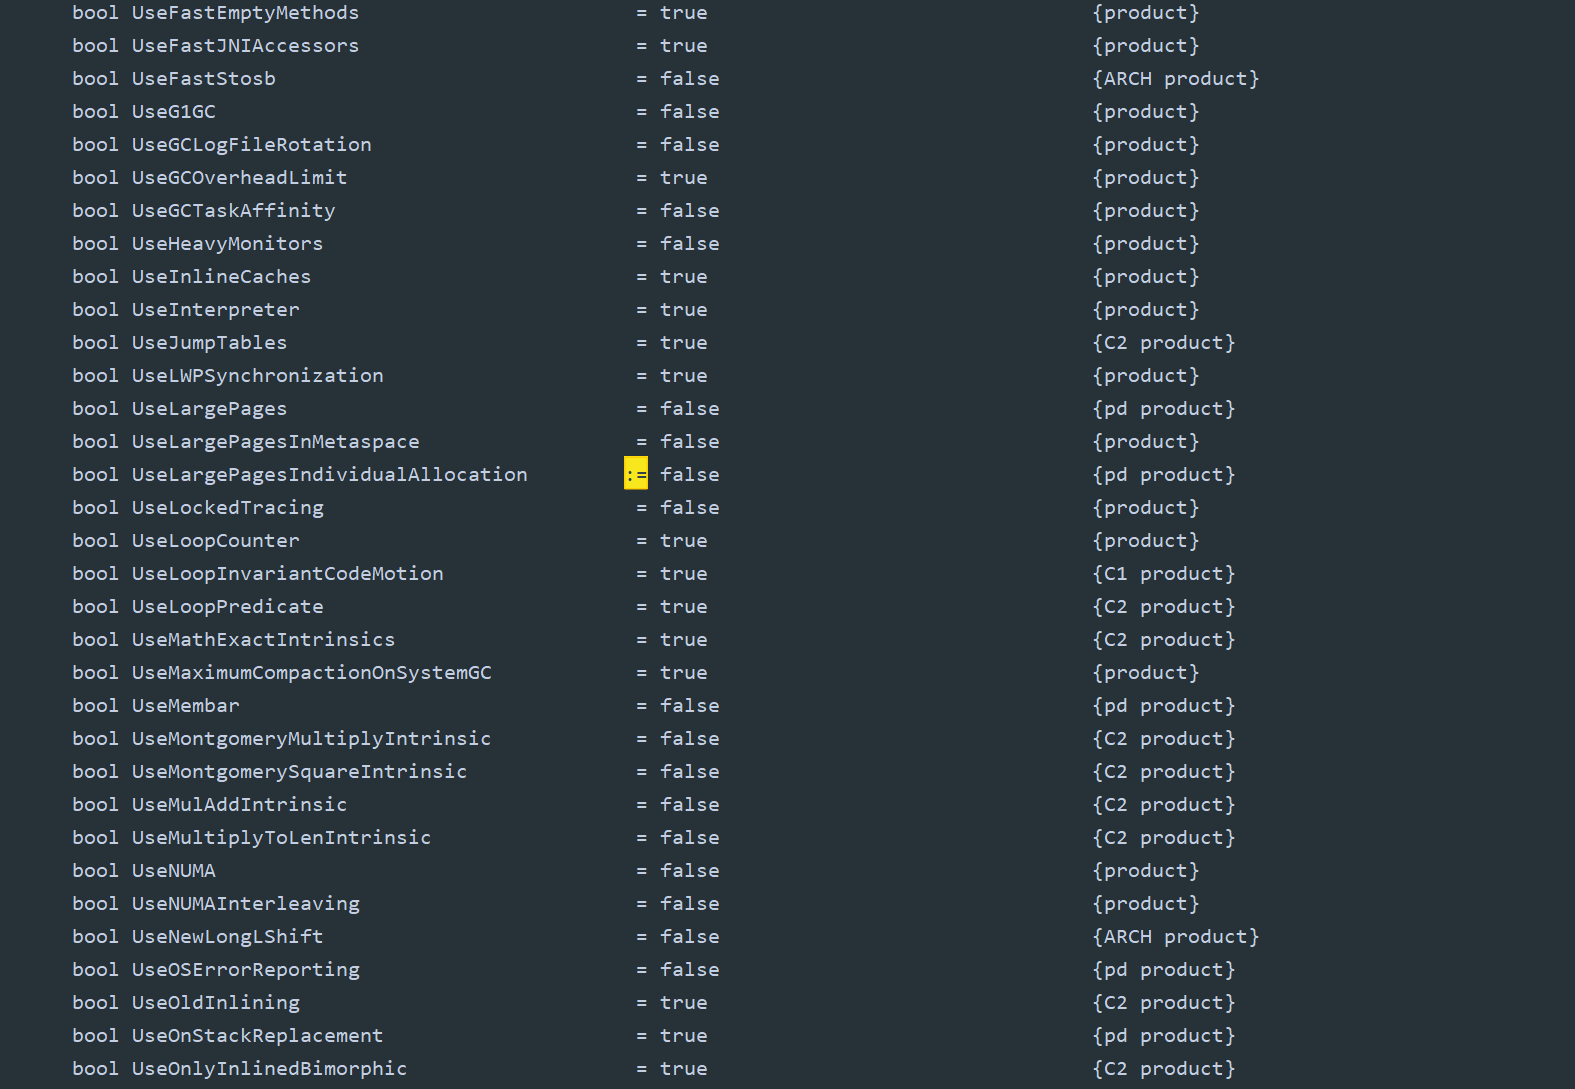 bool UseFastEmptyMethods = true {product}
bool UseFastJNIAccessors = true {product}
bool UseFastStosb = false {ARCH product}
bool UseG1GC = false {product}
bool UseGCLogFileRotation = false {product}
bool UseGCOverheadLimit = true {product}
bool UseGCTaskAffinity = false {product}
bool UseHeavyMonitors = false {product}
bool UseInlineCaches = true {product}
bool UseInterpreter = true {product}
bool UseJumpTables = true {C2 product}
bool UseLWPSynchronization = true {product}
bool UseLargePages = false {pd product}
bool UseLargePagesInMetaspace = false {product}
bool UseLargePagesIndividualAllocation := false {pd product}
bool UseLockedTracing = false {product}
bool UseLoopCounter = true {product}
bool UseLoopInvariantCodeMotion = true {C1 product}
bool UseLoopPredicate = true {C2 product}
bool UseMathExactIntrinsics = true {C2 product}
bool UseMaximumCompactionOnSystemGC = true {product}
bool UseMembar = false {pd product}
bool UseMontgomeryMultiplyIntrinsic = false {C2 product}
bool UseMontgomerySquareIntrinsic = false {C2 product}
bool UseMulAddIntrinsic = false {C2 product}
bool UseMultiplyToLenIntrinsic = false {C2 product}
bool UseNUMA = false {product}
bool UseNUMAInterleaving = false {product}
bool UseNewLongLShift = false {ARCH product}
bool UseOSErrorReporting = false {pd product}
bool UseOldInlining = true {C2 product}
bool UseOnStackReplacement = true {pd product}
bool UseOnlyInlinedBimorphic = true {C2 product}